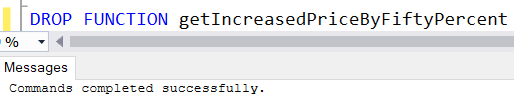 DROP FUNCTION getIncreasedPriceByFiftyPercent
%
Messages
Commands completed successfully.